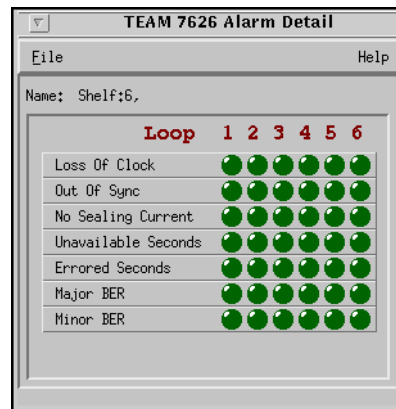 TEAM 7626 Alarm Detail
File Help
Name: Shelf:6,
Loop 1 2 3 4 5 6
Loss Of Clock
Out Of Sync
No Sealing Current
Unavailable Seconds
Errored Seconds
Major BER
Minor BER